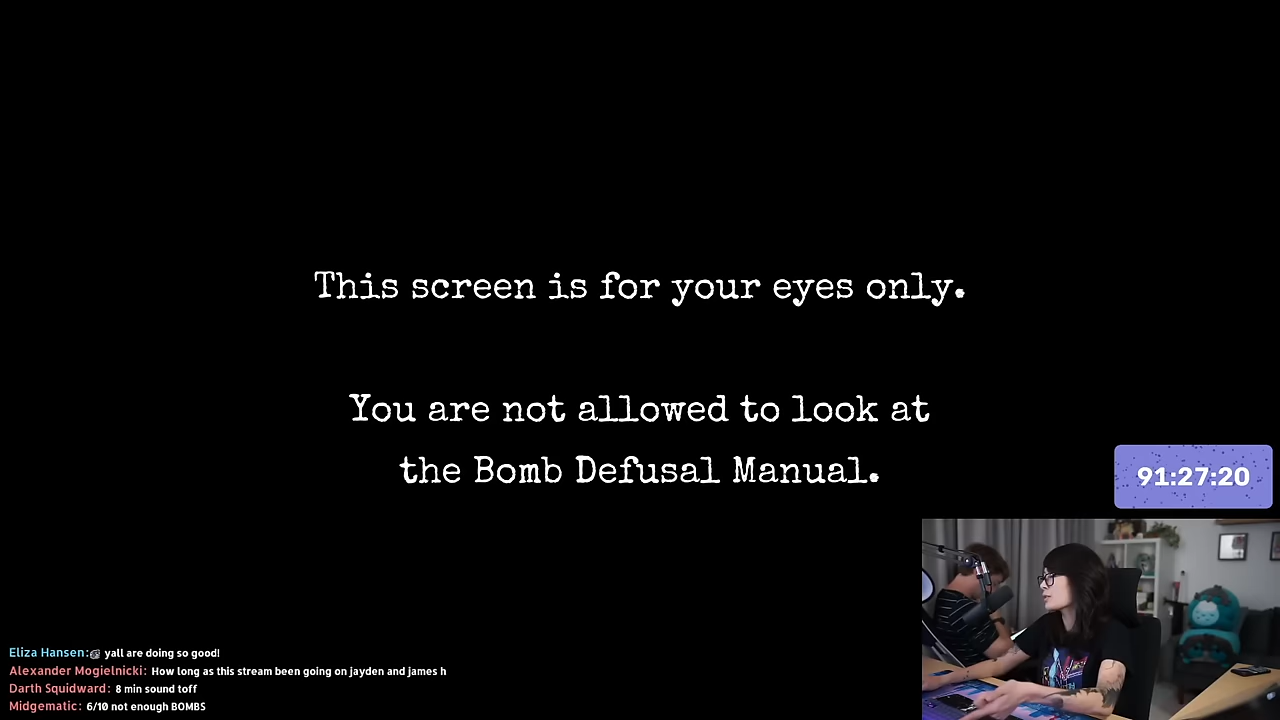 This screen is for your eyes only.
You are not allowed to look at
the Bomb Defusal Manual.
91:27:20
Eliza Hansen: yall are doing so good!
Alexander Mogielnicki: How long as this stream been going on jayden and james h
Darth Squidward: 8 min sound toff
Midgematic: 6/10 not enough BOMBS